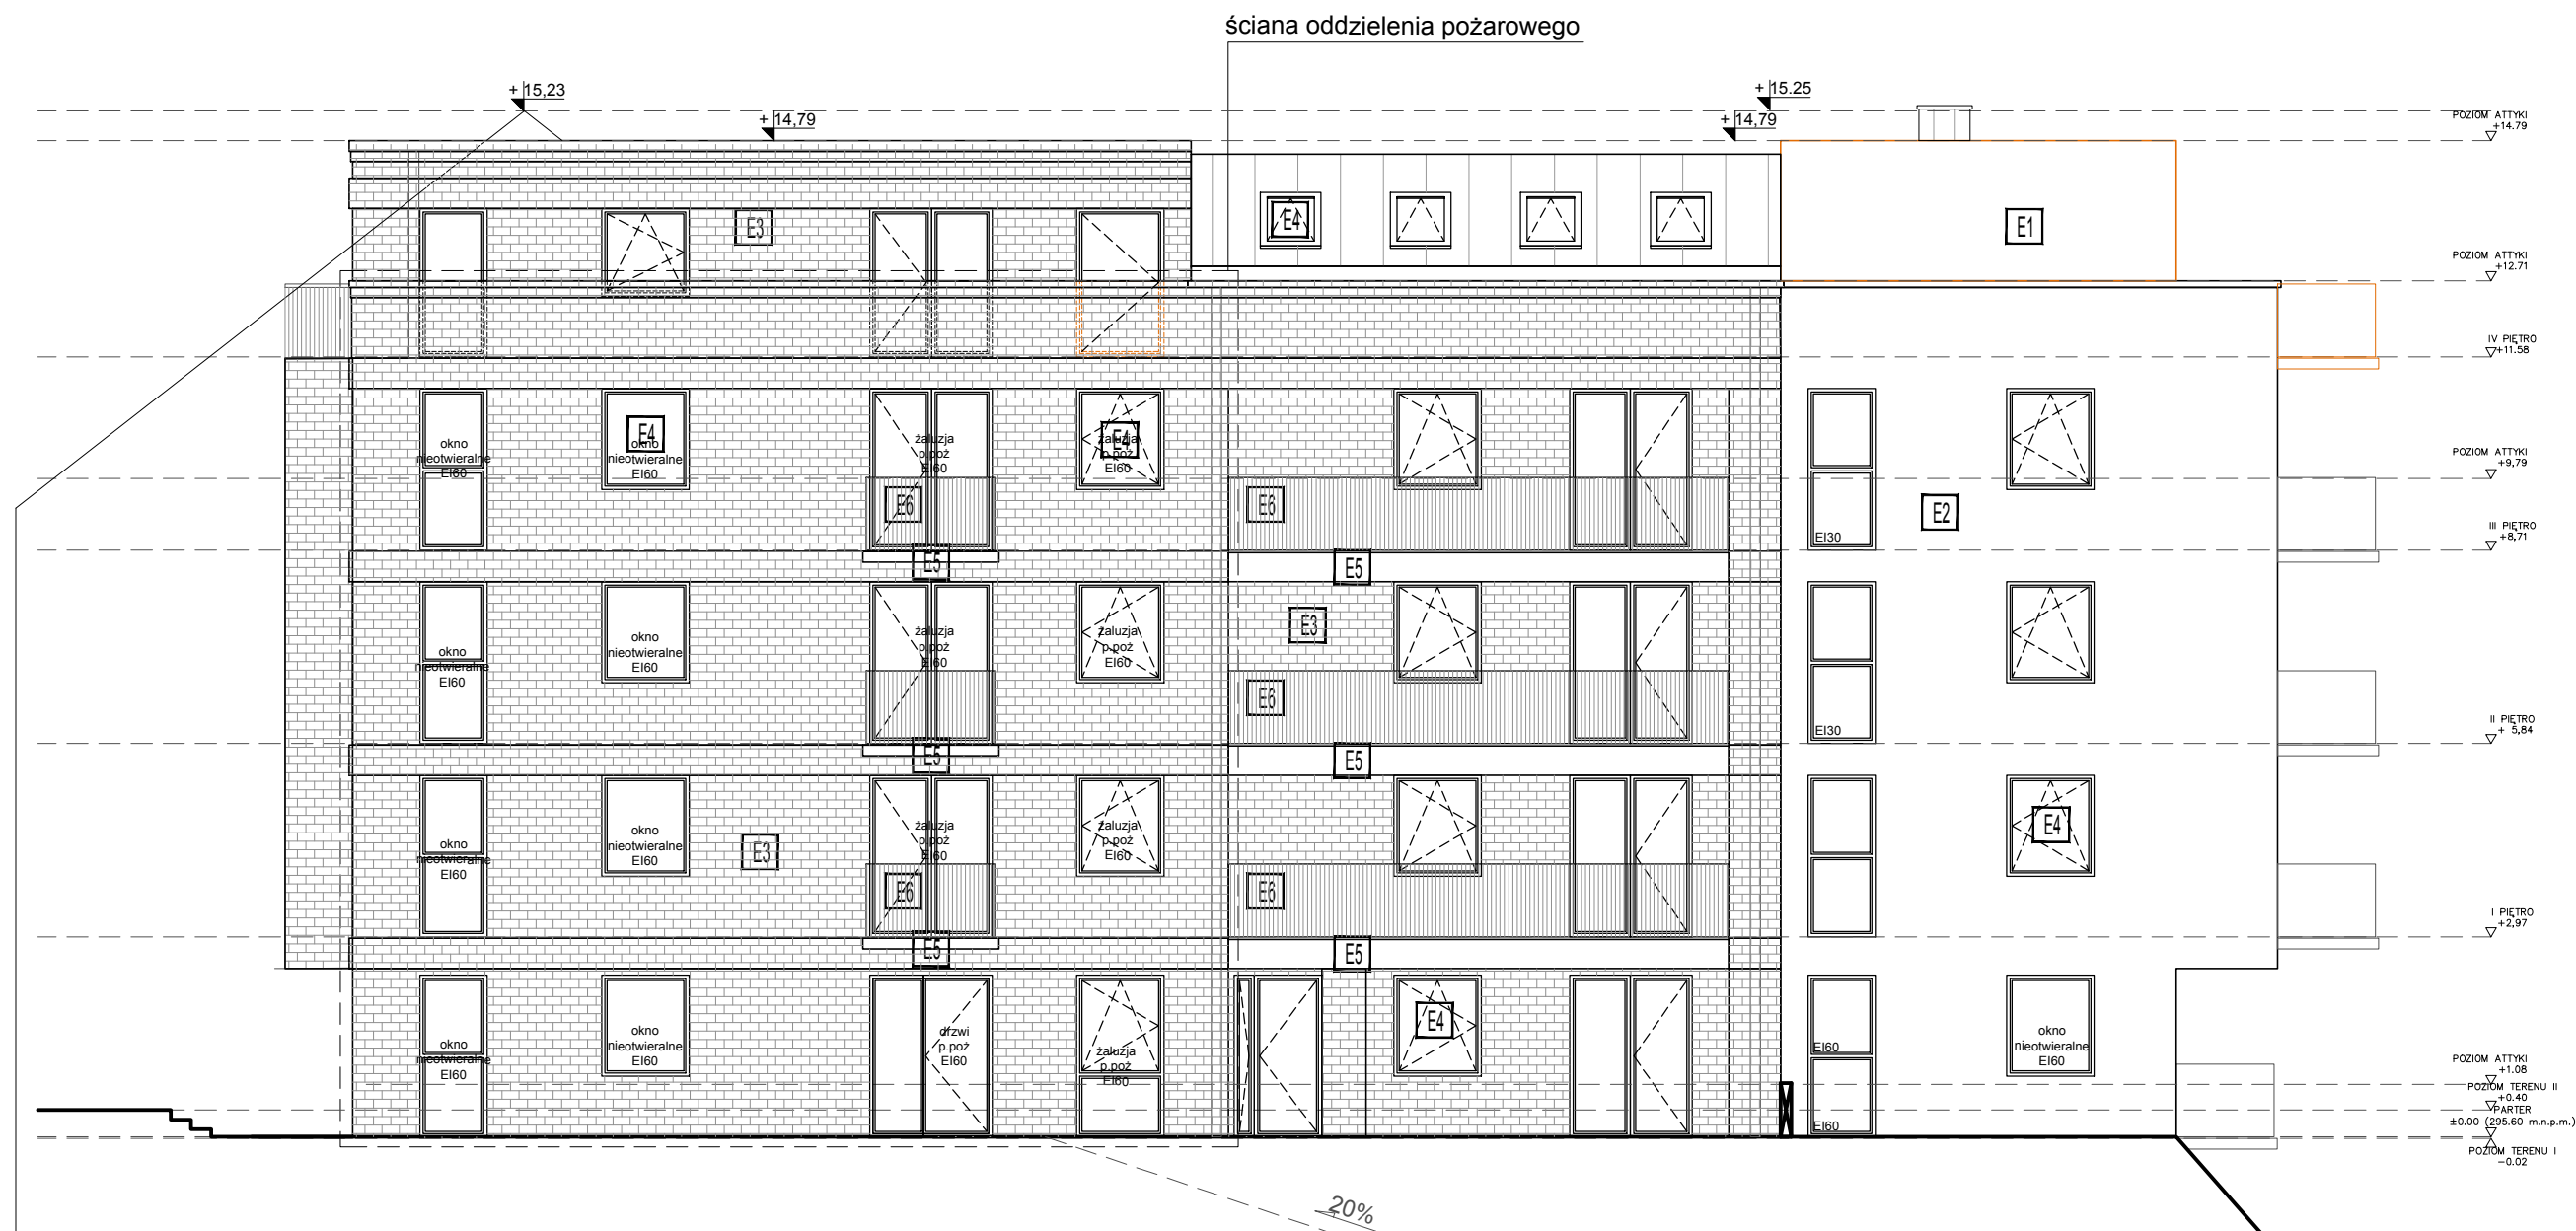 ściana oddzielenia pożarowego
+ 15,23
+ 14,79
+ 15.25
+ 14,79
POZIOM ATTYKI
+14.79
E3
E4
E1
POZIOM ATTYKI
+12.71
IV PIĘTRO
+11.58
okno
nieotwieralne
EI60
E4
okno
nieotwieralne
EI60
żaluzja
p.poż
EI60
E4
żaluzja
p.poż
EI60
E6
E6
EI30
E2
POZIOM ATTYKI
+9,79
III PIĘTRO
+8,71
E5
E5
okno
nieotwieralne
EI60
okno
nieotwieralne
EI60
żaluzja
p.poż
EI60
żaluzja
p.poż
EI60
E3
E6
EI30
II PIĘTRO
+ 5,84
E5
E5
okno
nieotwieralne
EI60
okno
nieotwieralne
EI60
E3
żaluzja
p.poż
EI60
żaluzja
p.poż
EI60
E6
E6
E4
I PIĘTRO
+2,97
E5
E5
okno
nieotwieralne
EI60
okno
nieotwieralne
EI60
drzwi
p.poż
EI60
żaluzja
p.poż
EI60
E4
EI60
EI60
okno
nieotwieralne
EI60
POZIOM ATTYKI
+1.08
POZIOM TERENU II
+0.40
PARTER
±0.00 (295.60 m.n.p.m.)
POZIOM TERENU I
−0.02
20%